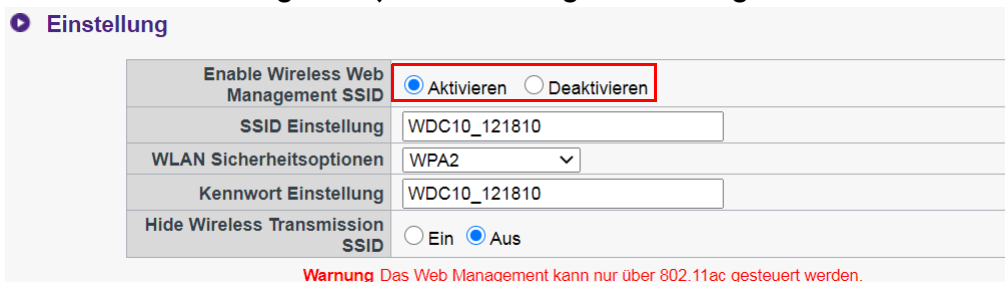 Einstellung
Enable Wireless Web
Management SSID
Aktivieren Deaktivieren
SSID Einstellung WDC10_121810
WLAN Sicherheitsoptionen WPA2
Kennwort Einstellung WDC10_121810
Hide Wireless Transmission
SSID
Ein Aus
Warnung Das Web Management kann nur über 802.11ac gesteuert werden.